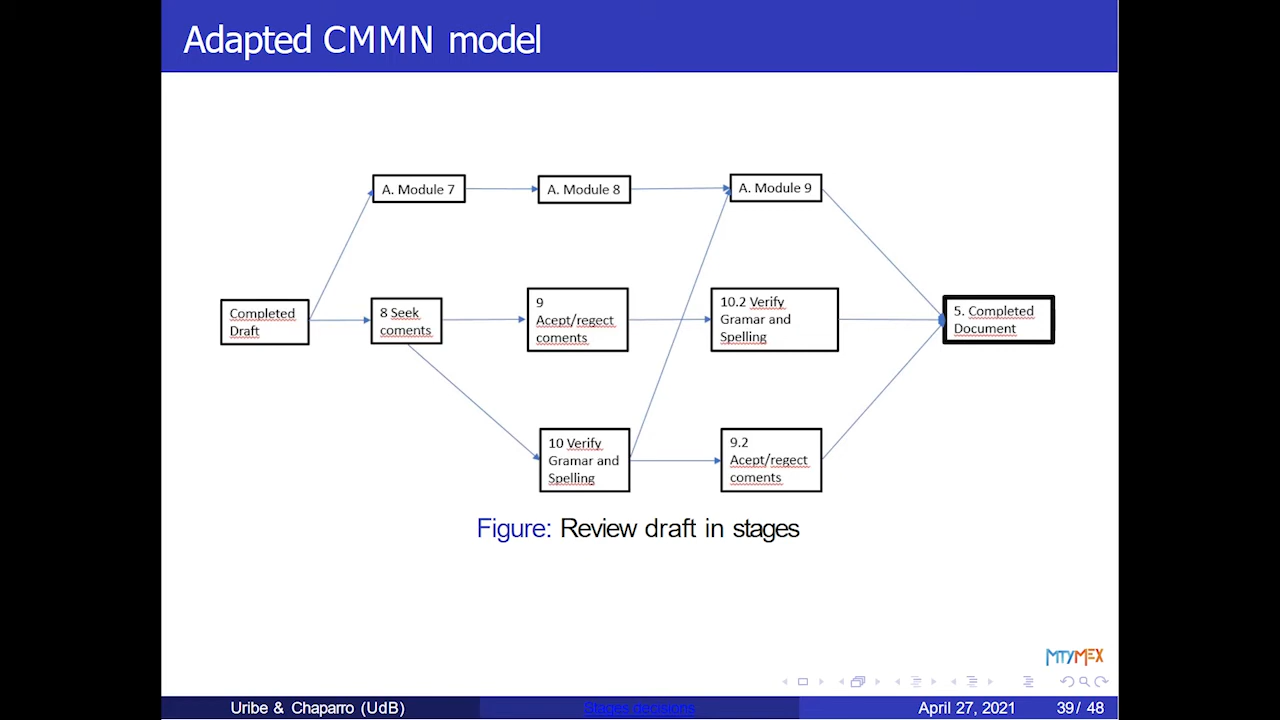 Adapted CMMN model
A. Module 7
A. Module 8
A. Module 9
Completed
Draft
8 Seek
coments
9
Acept/regect
coments
10.2 Verify
Gramar and
Spelling
5. Completed
Document
10 Verify
Gramar and
Spelling
9.2
Acept/regect
coments
Figure: Review draft in stages
MTYMEX
Uribe & Chaparro (UdB)
Stages decisions
April 27, 2021
39/ 48